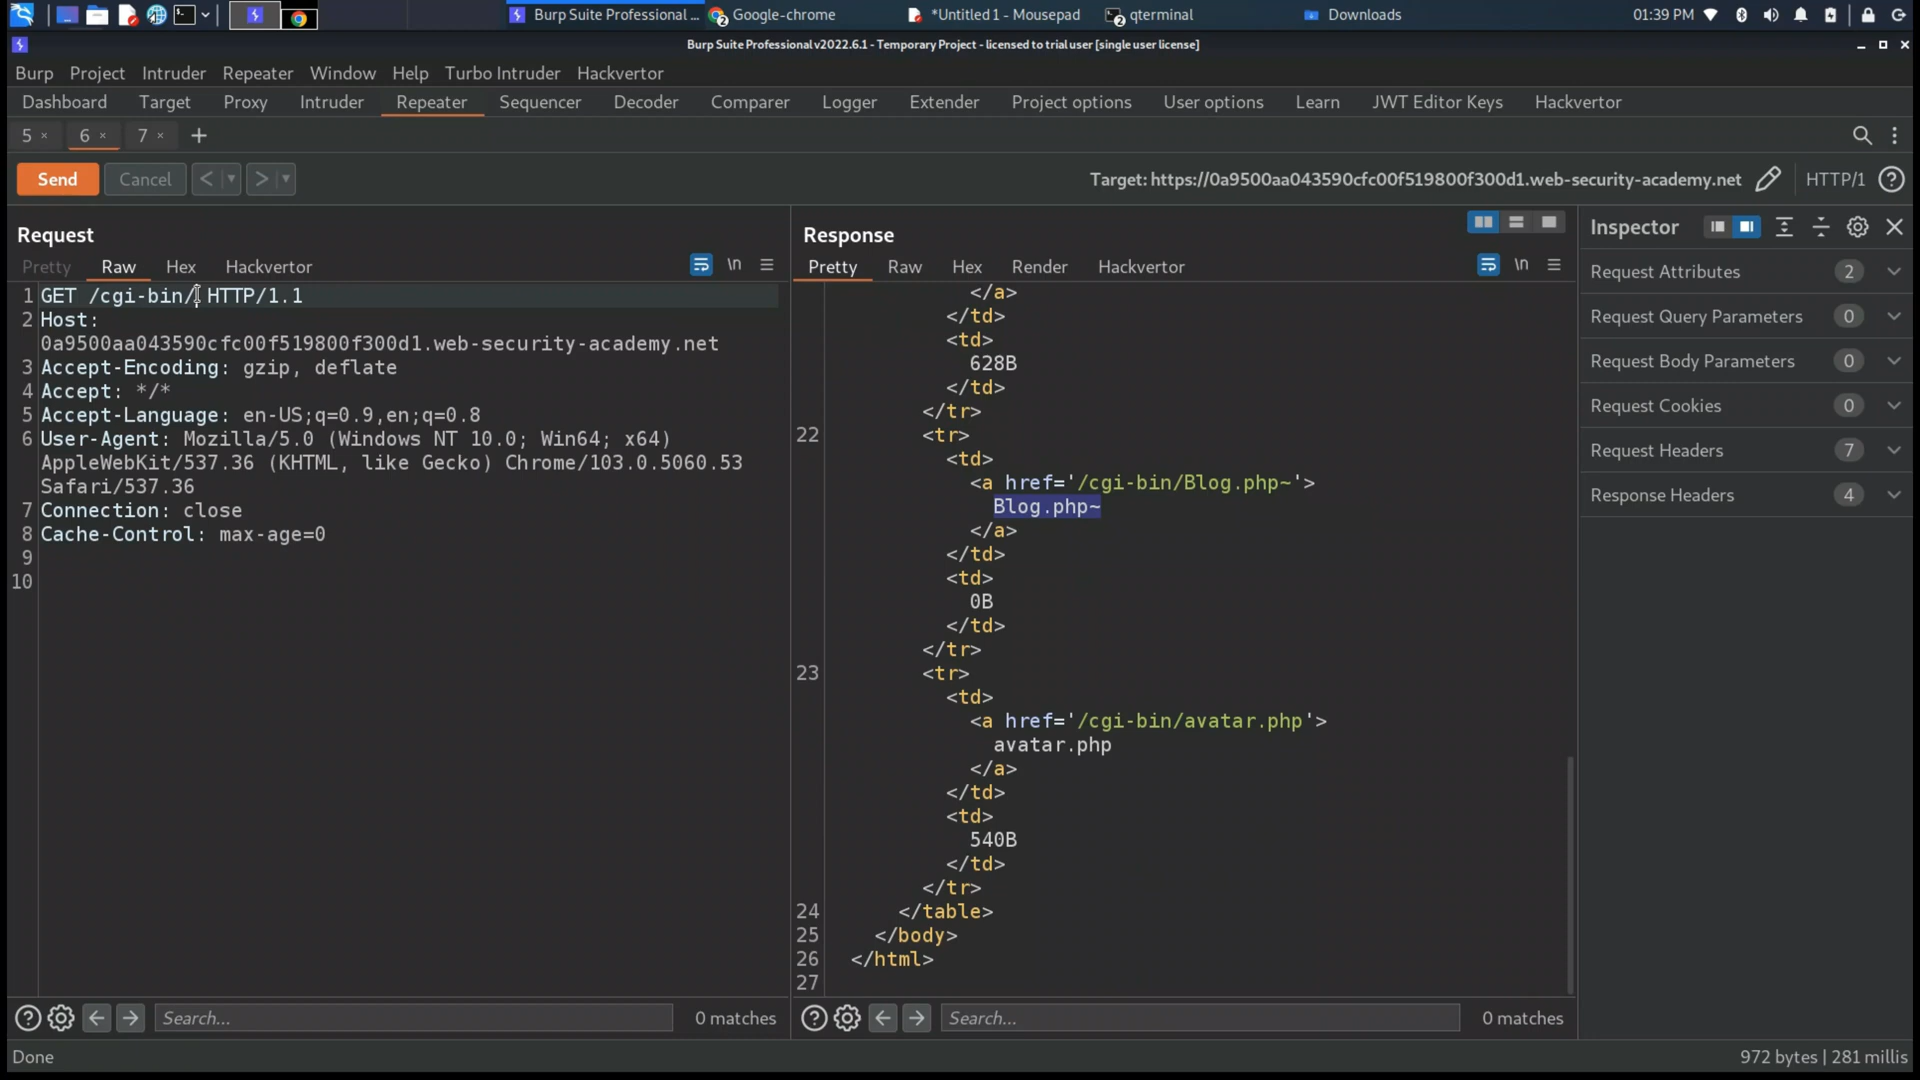 Burp Suite Professional ...
Google-chrome
*Untitled 1 - Mousepad
qterminal
Downloads
01:39 PM
Burp Suite Professional v2022.6.1 - Temporary Project - licensed to trial user [single user license]
Burp Project Intruder Repeater Window Help Turbo Intruder Hackvertor
Dashboard Target Proxy Intruder Repeater Sequencer Decoder Comparer Logger Extender Project options User options Learn JWT Editor Keys Hackvertor
5 × 6 × 7 × +
Send Cancel < >
Target: https://0a9500aa043590cfc00f519800f300d1.web-security-academy.net HTTP/1 ?
Request
Pretty Raw Hex Hackvertor \n
1 GET /cgi-bin/ HTTP/1.1
2 Host:
0a9500aa043590cfc00f519800f300d1.web-security-academy.net
3 Accept-Encoding: gzip, deflate
4 Accept: */*
5 Accept-Language: en-US;q=0.9,en;q=0.8
6 User-Agent: Mozilla/5.0 (Windows NT 10.0; Win64; x64)
AppleWebKit/537.36 (KHTML, like Gecko) Chrome/103.0.5060.53
Safari/537.36
7 Connection: close
8 Cache-Control: max-age=0
9
10
Search... 0 matches
Response
Pretty Raw Hex Render Hackvertor \n
</a>
</td>
<td>
628B
</td>
</tr>
22 <tr>
<td>
<a href='/cgi-bin/Blog.php~'>
Blog.php~
</a>
</td>
<td>
0B
</td>
</tr>
23 <tr>
<td>
<a href='/cgi-bin/avatar.php'>
avatar.php
</a>
</td>
<td>
540B
</td>
</tr>
24 </table>
25 </body>
26 </html>
27
Search... 0 matches
Inspector
Request Attributes 2
Request Query Parameters 0
Request Body Parameters 0
Request Cookies 0
Request Headers 7
Response Headers 4
Done
972 bytes | 281 millis